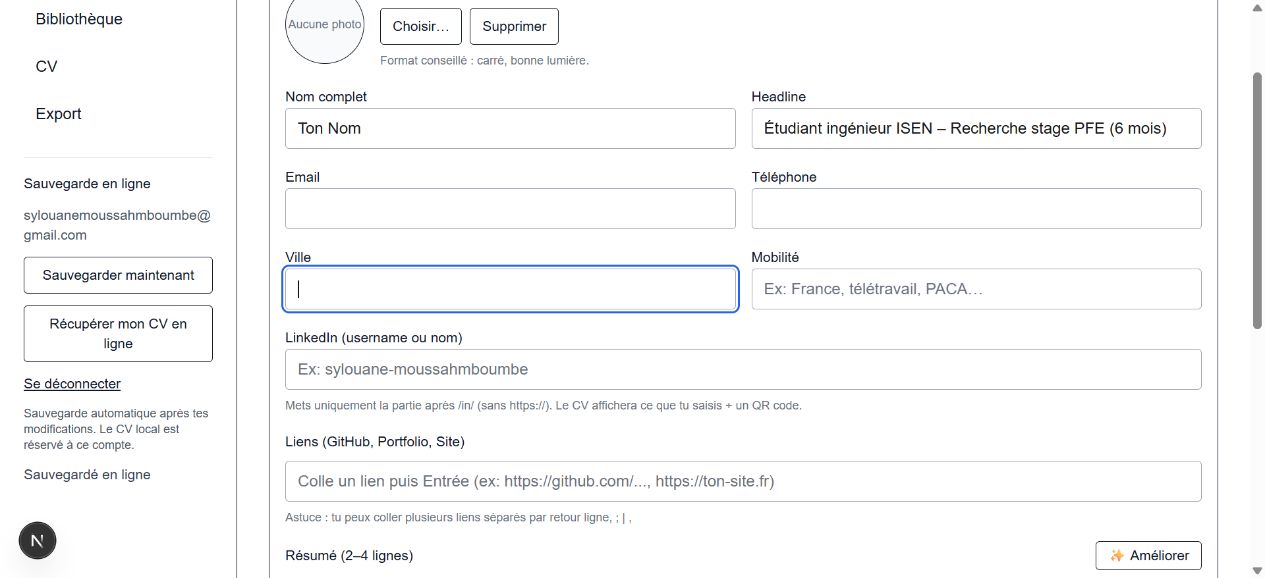 Bibliothèque
CV
Export
Sauvegarde en ligne
sylouanemoussahmboumbe@
gmail.com
Sauvegarder maintenant
Récupérer mon CV en
ligne
Se déconnecter
Sauvegarde automatique après tes
modifications. Le CV local est
réservé à ce compte.
Sauvegardé en ligne
N
Aucune photo
Choisir…
Supprimer
Format conseillé : carré, bonne lumière.
Nom complet
Headline
Ton Nom
Étudiant ingénieur ISEN – Recherche stage PFE (6 mois)
Email
Téléphone
Ville
Mobilité
Ex: France, télétravail, PACA…
LinkedIn (username ou nom)
Ex: sylouane-moussahmboumbe
Mets uniquement la partie après /in/ (sans https://). Le CV affichera ce que tu saisis + un QR code.
Liens (GitHub, Portfolio, Site)
Colle un lien puis Entrée (ex: https://github.com/..., https://ton-site.fr)
Astuce : tu peux coller plusieurs liens séparés par retour ligne, ; | ,
Résumé (2–4 lignes)
✨ Améliorer